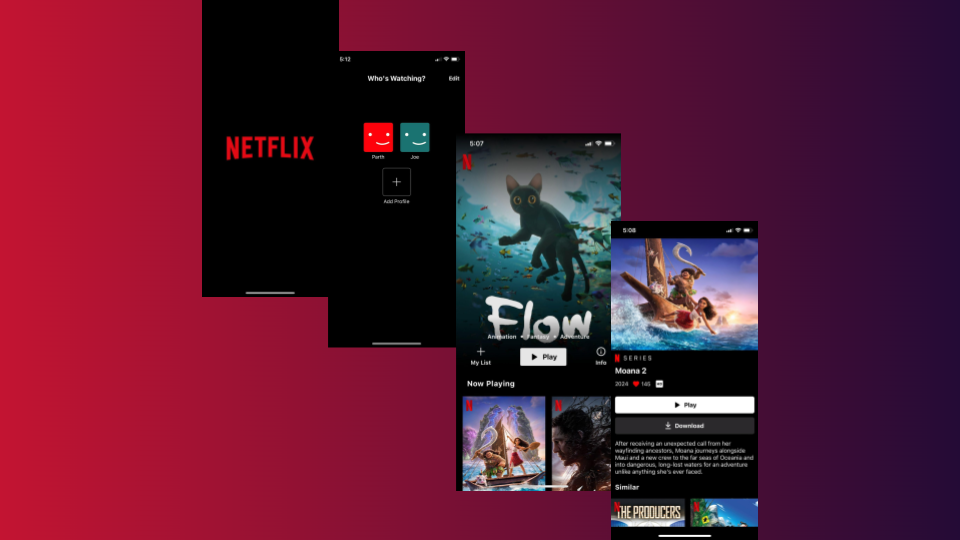 NETFLIX
5:12
Who's Watching?
Edit
Perth
Joe
Add Profile
5:07
Flow
Animation • Fantasy • Adventure
My List
Play
Info
Now Playing
5:08
N SERIES
Moana 2
2024
145
Play
Download
After receiving an unexpected call from her
wayfinding ancestors, Moana journeys alongside
Maui and a new crew to the far seas of Oceania and
into dangerous, long-lost waters for an adventure
unlike anything she's ever faced.
Similar
THE PRODUCERS